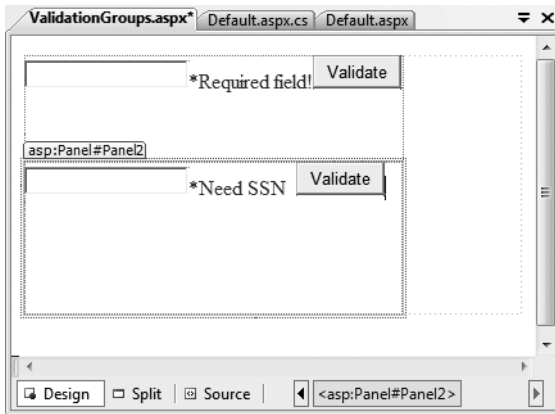 ValidationGroups.aspx* Default.aspx.cs Default.aspx
*Required field! Validate
asp:Panel#Panel2
*Need SSN Validate
Design Split Source <asp:Panel#Panel2>